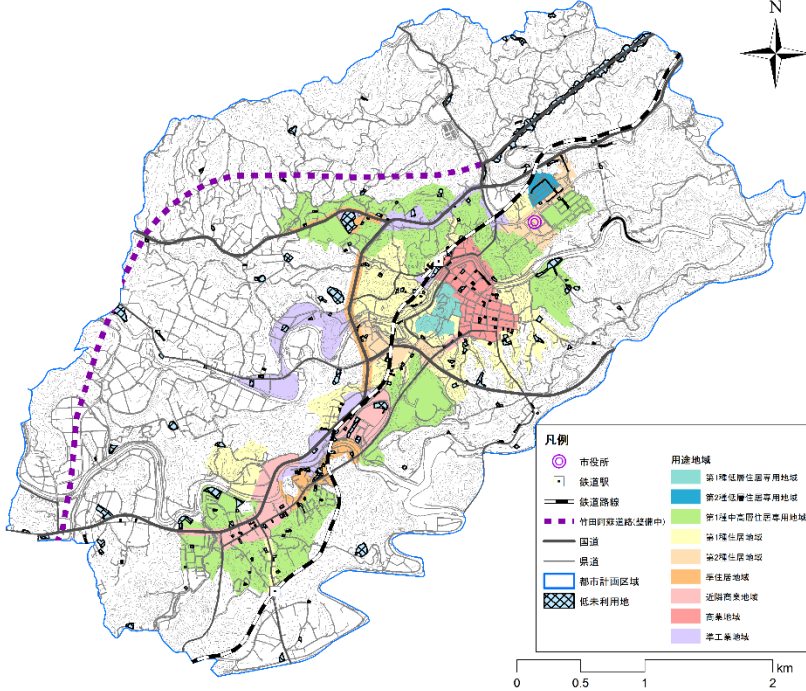 N
凡例
市役所
鉄道駅
鉄道路線
竹田阿蘇道路(整備中)
国道
県道
都市計画区域
低未利用地
用途地域
第1種低層住居専用地域
第2種低層住居専用地域
第1種中高層住居専用地域
第1種住居地域
第2種住居地域
準住居地域
近隣商業地域
商業地域
準工業地域
km
0 0.5 1 2